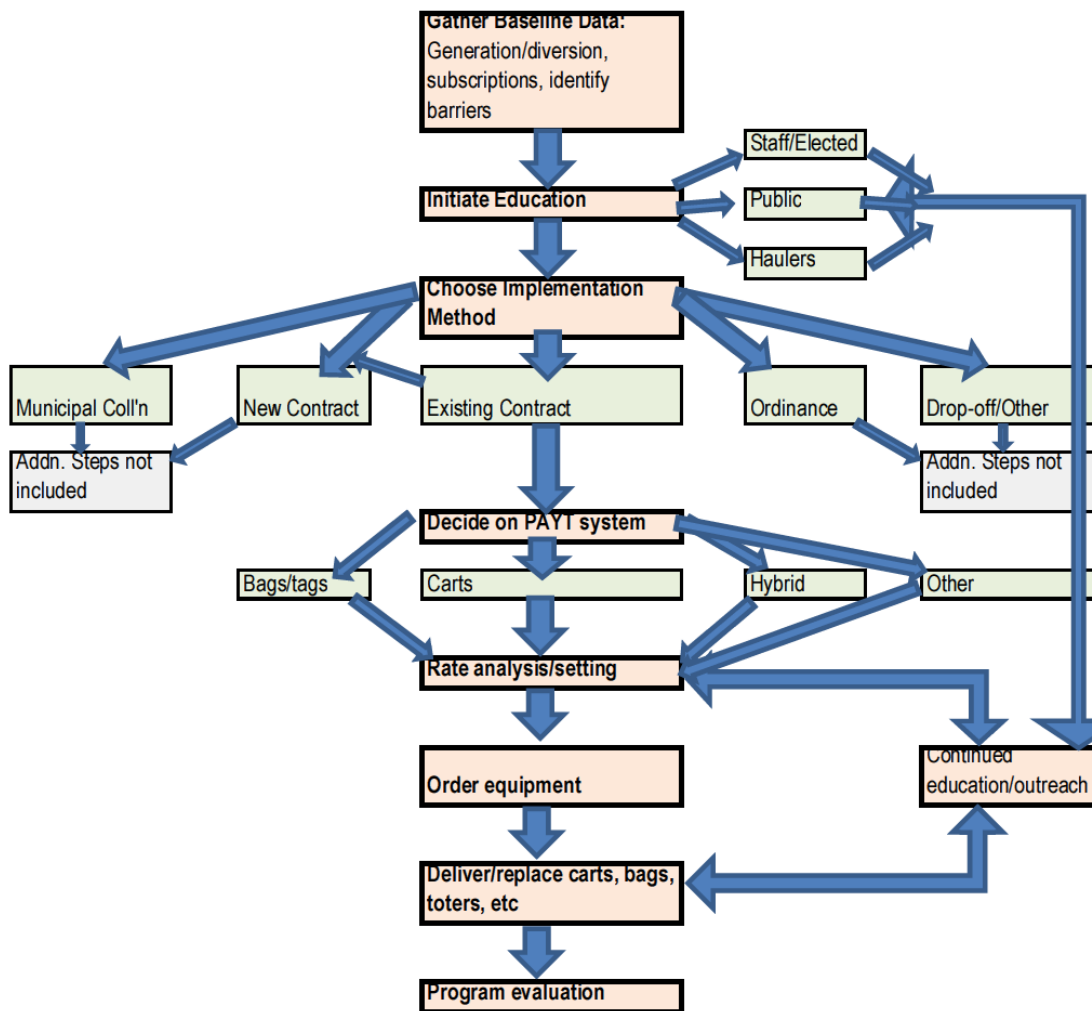 Gather Baseline Data:
Generation/diversion,
subscriptions, identify
barriers
Staff/Elected
Initiate Education
Public
Haulers
Choose Implementation
Method
Municipal Coll'n
New Contract
Existing Contract
Ordinance
Drop-off/Other
Addn. Steps not
included
Addn. Steps not
included
Decide on PAYT system
Bags/tags
Carts
Hybrid
Other
Rate analysis/setting
Continued
education/outreach
Order equipment
Deliver/replace carts, bags,
toters, etc
Program evaluation